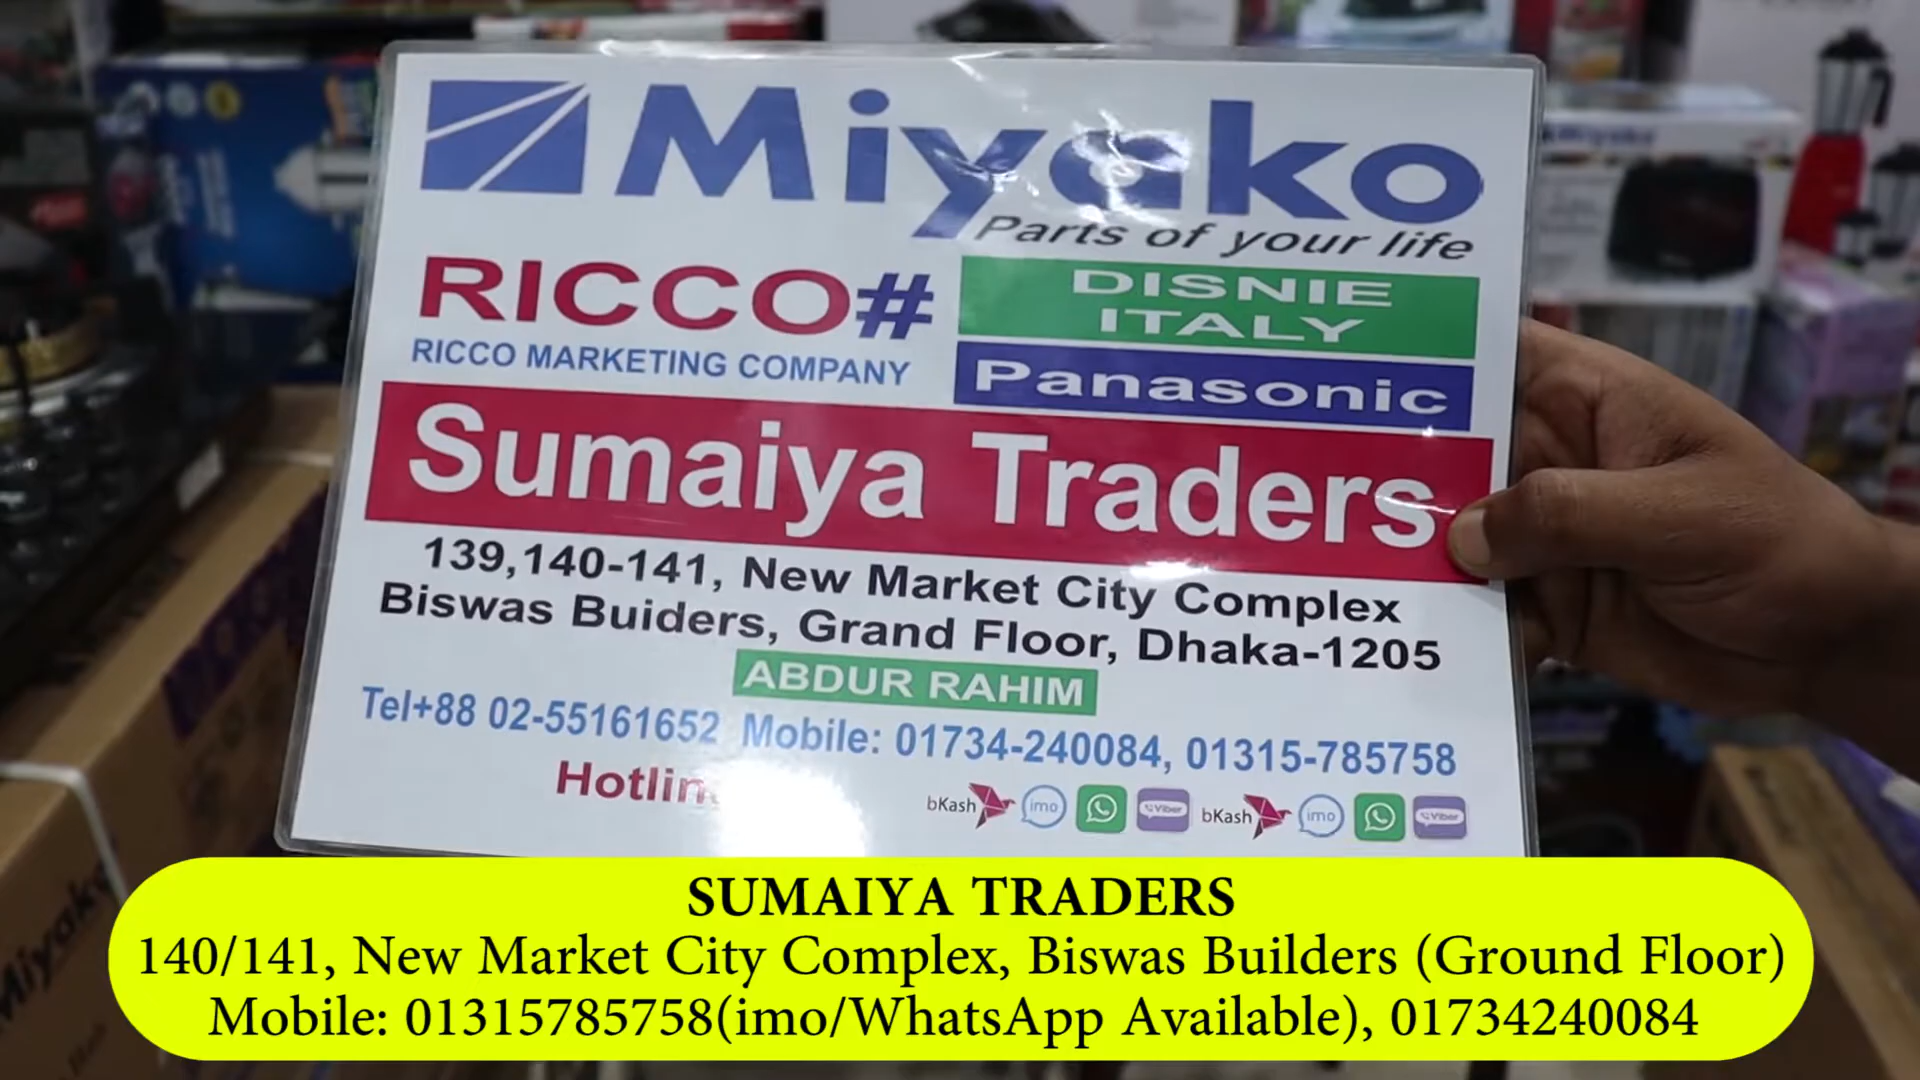 Miyako
Parts of your life
RICCO#
RICCO MARKETING COMPANY
DISNIE
ITALY
Panasonic
Sumaiya Traders
139,140-141, New Market City Complex
Biswas Buiders, Grand Floor, Dhaka-1205
ABDUR RAHIM
Tel+88 02-55161652 Mobile: 01734-240084, 01315-785758
bKash imo Viber bKash imo Viber
Miyako
Miyako
SUMAIYA TRADERS
140/141, New Market City Complex, Biswas Builders (Ground Floor)
Mobile: 01315785758(imo/WhatsApp Available), 01734240084